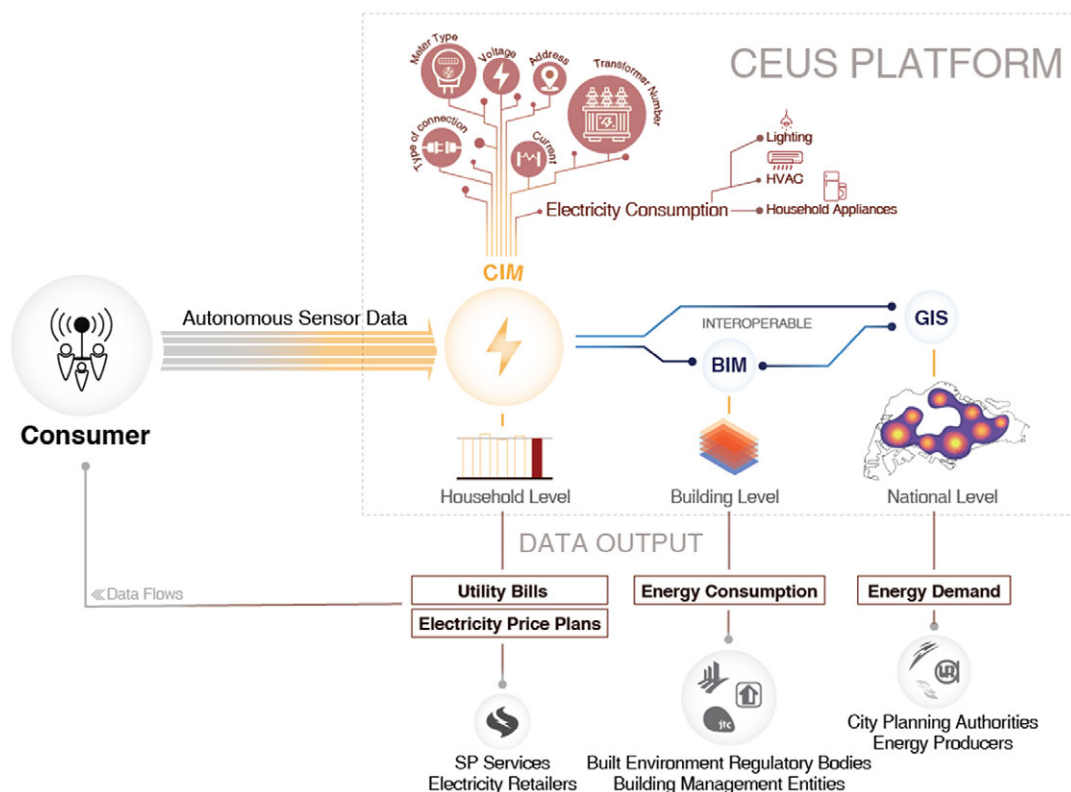 CEUS PLATFORM
Meter Type
Voltage
Address
Transformer Number
Type of connection
Current
Lighting
HVAC
Electricity Consumption
Household Appliances
CIM
Autonomous Sensor Data
INTEROPERABLE
GIS
BIM
Consumer
Household Level
Building Level
National Level
DATA OUTPUT
Data Flows
Utility Bills
Energy Consumption
Energy Demand
Electricity Price Plans
jtc
SP Services
Electricity Retailers
Built Environment Regulatory Bodies
Building Management Entities
City Planning Authorities
Energy Producers